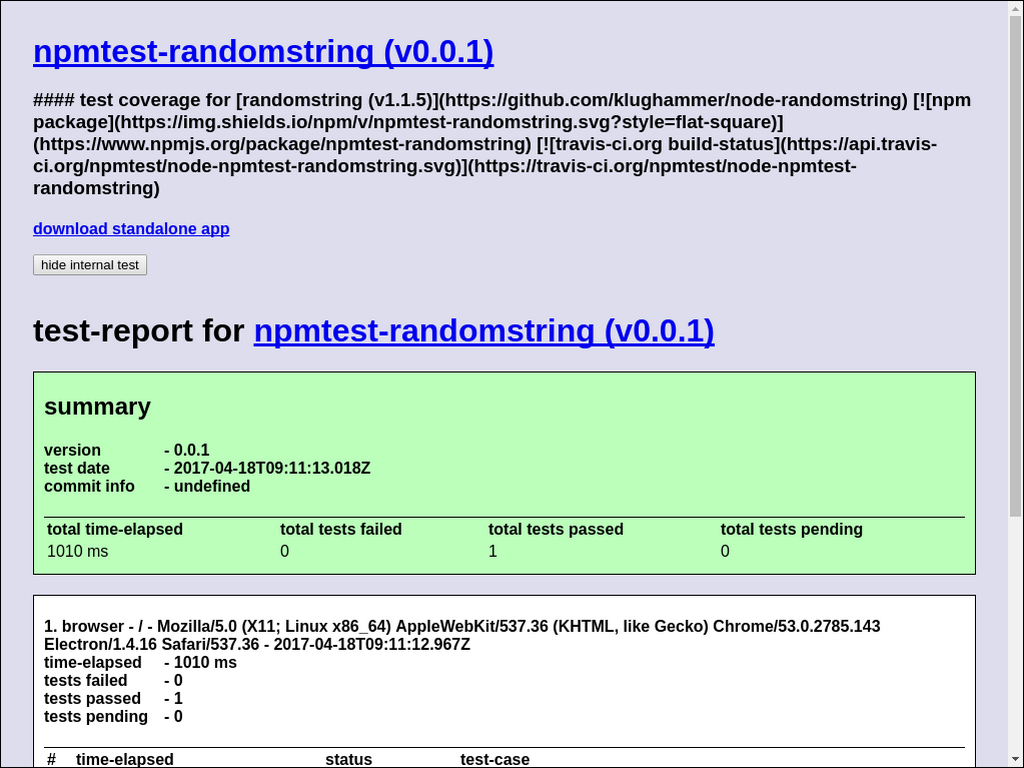 npmtest-randomstring (v0.0.1)
#### test coverage for [randomstring (v1.1.5)](https://github.com/klughammer/node-randomstring) [![npm
package](https://img.shields.io/npm/v/npmtest-randomstring.svg?style=flat-square)]
(https://www.npmjs.org/package/npmtest-randomstring) [![travis-ci.org build-status](https://api.travis-
ci.org/npmtest/node-npmtest-randomstring.svg)](https://travis-ci.org/npmtest/node-npmtest-
randomstring)
download standalone app
hide internal test
test-report for npmtest-randomstring (v0.0.1)
summary
version - 0.0.1
test date - 2017-04-18T09:11:13.018Z
commit info - undefined
total time-elapsed total tests failed total tests passed total tests pending
1010 ms 0 1 0
1. browser - / - Mozilla/5.0 (X11; Linux x86_64) AppleWebKit/537.36 (KHTML, like Gecko) Chrome/53.0.2785.143
Electron/1.4.16 Safari/537.36 - 2017-04-18T09:11:12.967Z
time-elapsed - 1010 ms
tests failed - 0
tests passed - 1
tests pending - 0
# time-elapsed status test-case